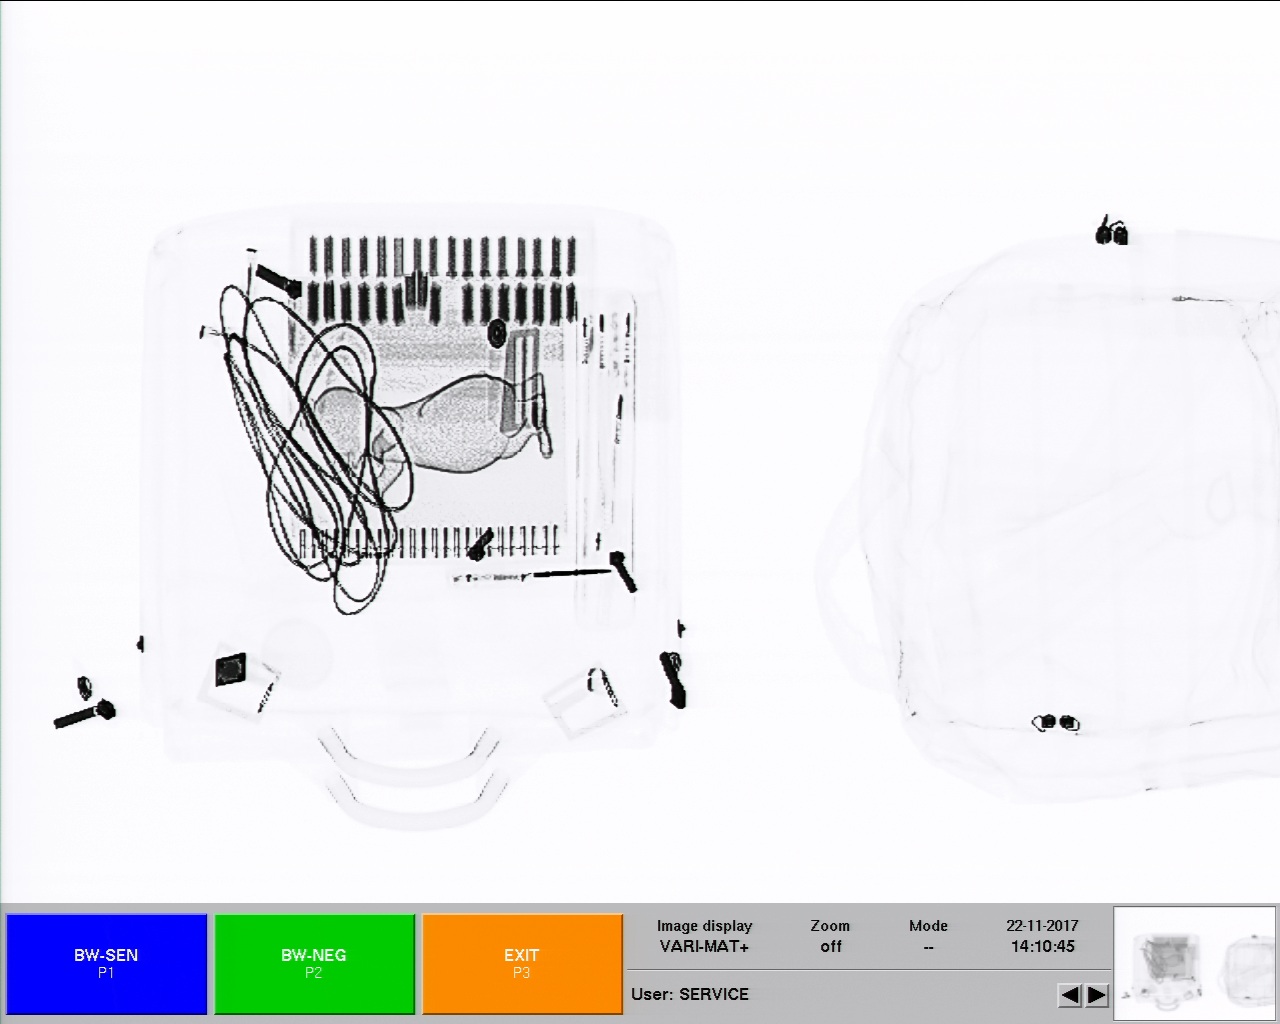 BW-SEN
P1
BW-NEG
P2
EXIT
P3
Image display
VARI-MAT+
Zoom
off
Mode
--
22-11-2017
14:10:45
User: SERVICE